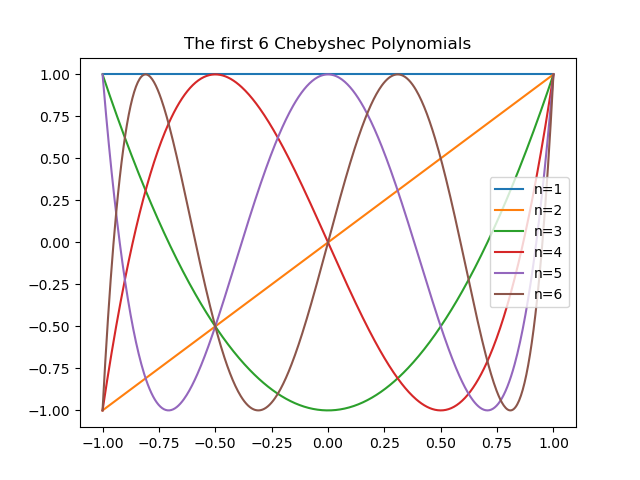 The first 6 Chebyshec Polynomials
1.00
0.75
0.50
0.25
0.00
−0.25
−0.50
−0.75
−1.00
n=1
n=2
n=3
n=4
n=5
n=6
−1.00 −0.75 −0.50 −0.25 0.00 0.25 0.50 0.75 1.00